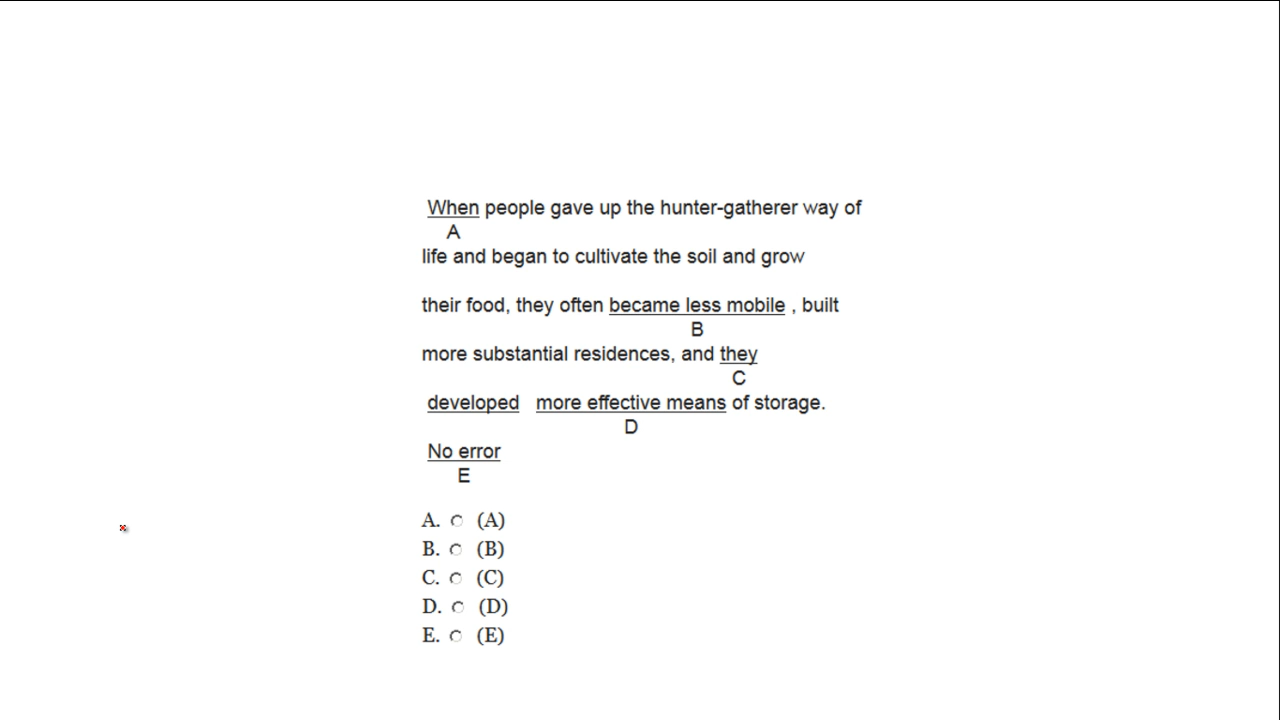 When people gave up the hunter-gatherer way of
A
life and began to cultivate the soil and grow
their food, they often became less mobile , built
B
more substantial residences, and they
C
developed more effective means of storage.
D
No error
E
A. (A)
B. (B)
C. (C)
D. (D)
E. (E)